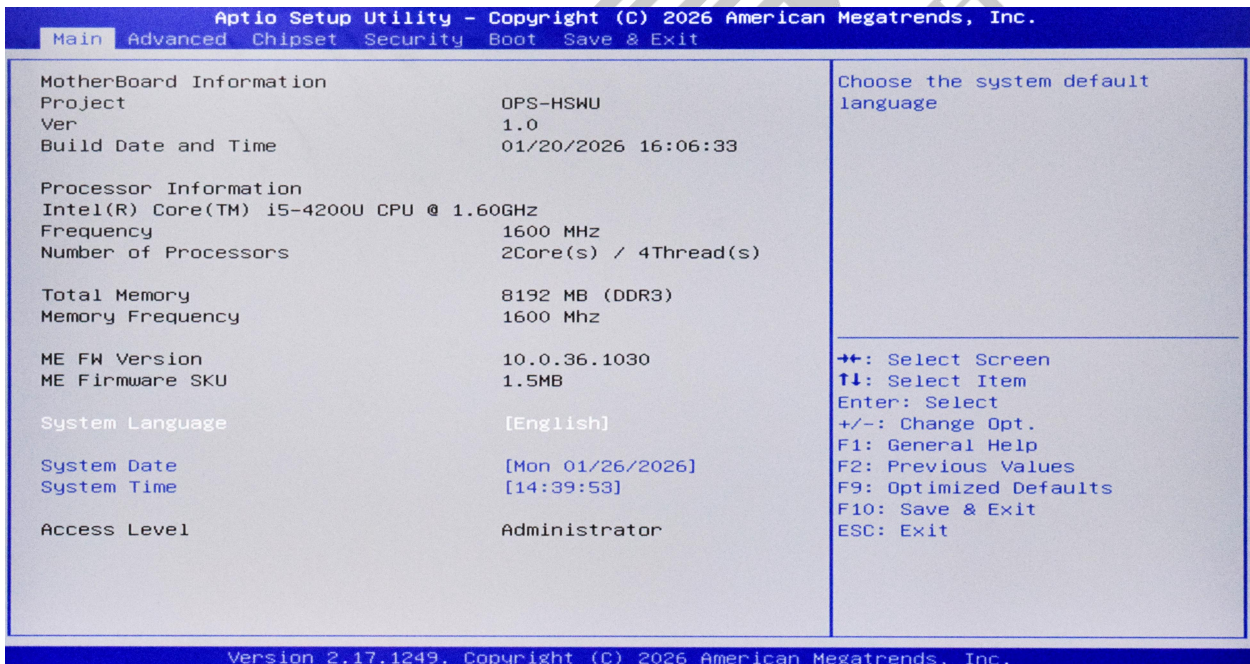 Aptio Setup Utility – Copyright (C) 2026 American Megatrends, Inc.
Main Advanced Chipset Security Boot Save & Exit
MotherBoard Information
Project OPS-HSWU
Ver 1.0
Build Date and Time 01/20/2026 16:06:33
Processor Information
Intel(R) Core(TM) i5-4200U CPU @ 1.60GHz
Frequency 1600 MHz
Number of Processors 2Core(s) / 4Thread(s)
Total Memory 8192 MB (DDR3)
Memory Frequency 1600 Mhz
ME FW Version 10.0.36.1030
ME Firmware SKU 1.5MB
System Language [English]
System Date [Mon 01/26/2026]
System Time [14:39:53]
Access Level Administrator
Choose the system default
language
→←: Select Screen
↑↓: Select Item
Enter: Select
+/-: Change Opt.
F1: General Help
F2: Previous Values
F9: Optimized Defaults
F10: Save & Exit
ESC: Exit
Version 2.17.1249. Copyright (C) 2026 American Megatrends, Inc.